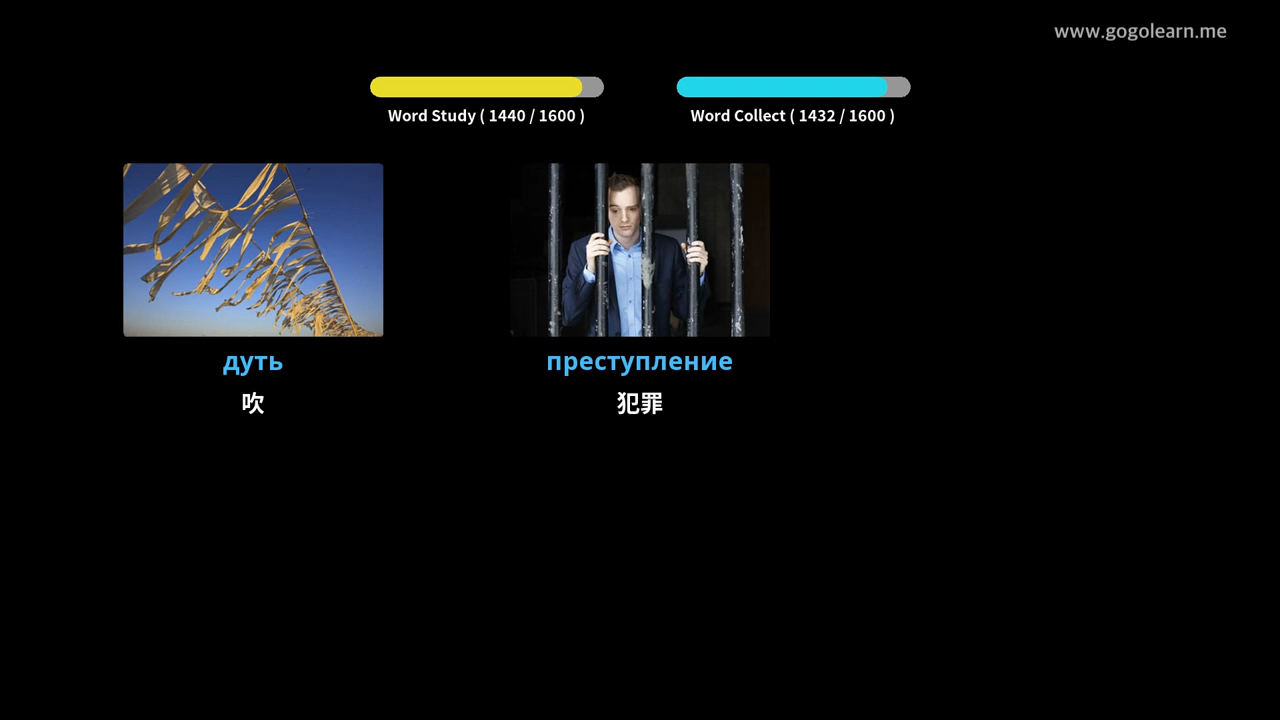 www.gogolearn.me
Word Study ( 1440 / 1600 )
Word Collect ( 1432 / 1600 )
дуть
преступление
吹
犯罪